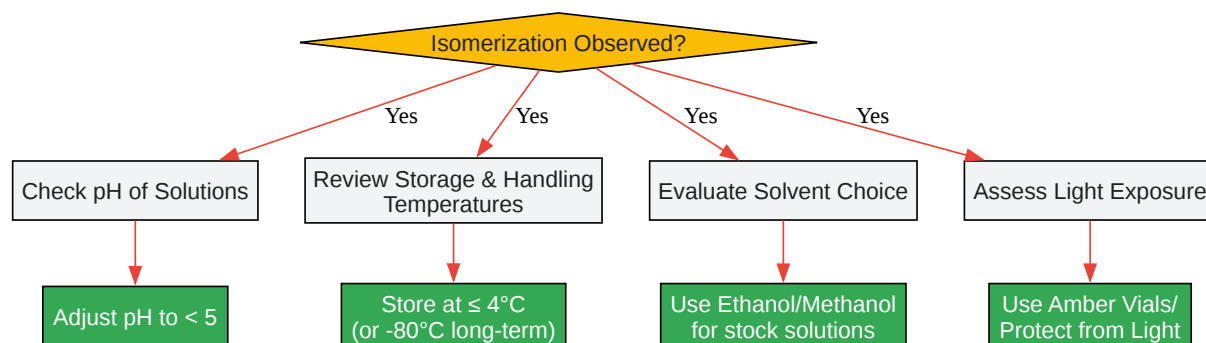 Isomerization Observed?
Yes
Yes
Yes
Yes
Check pH of Solutions
Review Storage & Handling
Temperatures
Evaluate Solvent Choice
Assess Light Exposure
Adjust pH to < 5
Store at ≤ 4°C
(or -80°C long-term)
Use Ethanol/Methanol
for stock solutions
Use Amber Vials/
Protect from Light